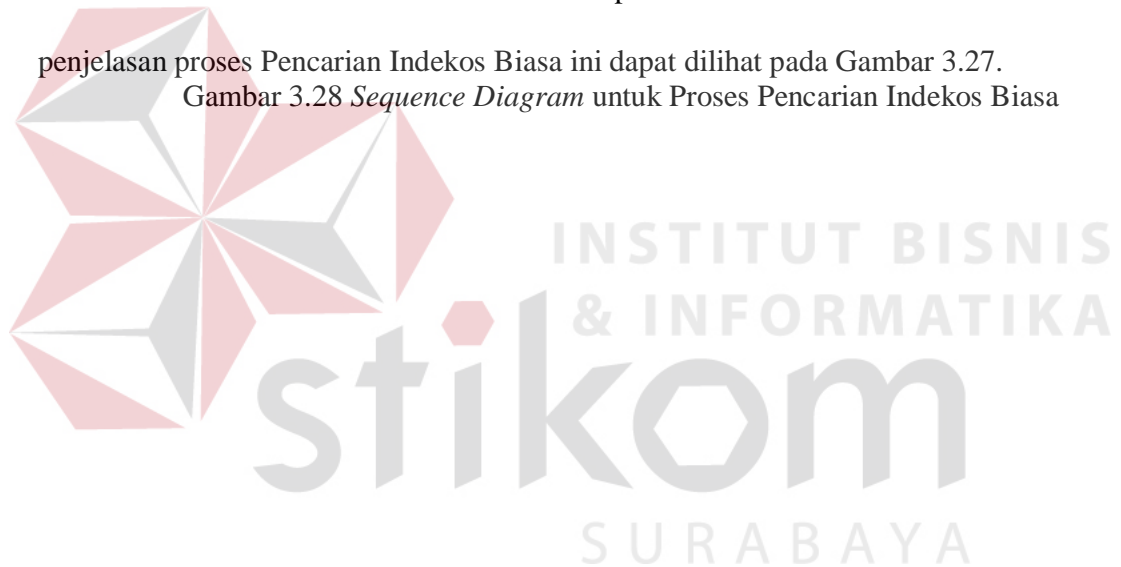 penjelasan proses Pencarian Indekos Biasa ini dapat dilihat pada Gambar 3.27.
Gambar 3.28 Sequence Diagram untuk Proses Pencarian Indekos Biasa
INSTITUT BISNIS
& INFORMATIKA
stikom
SURABAYA